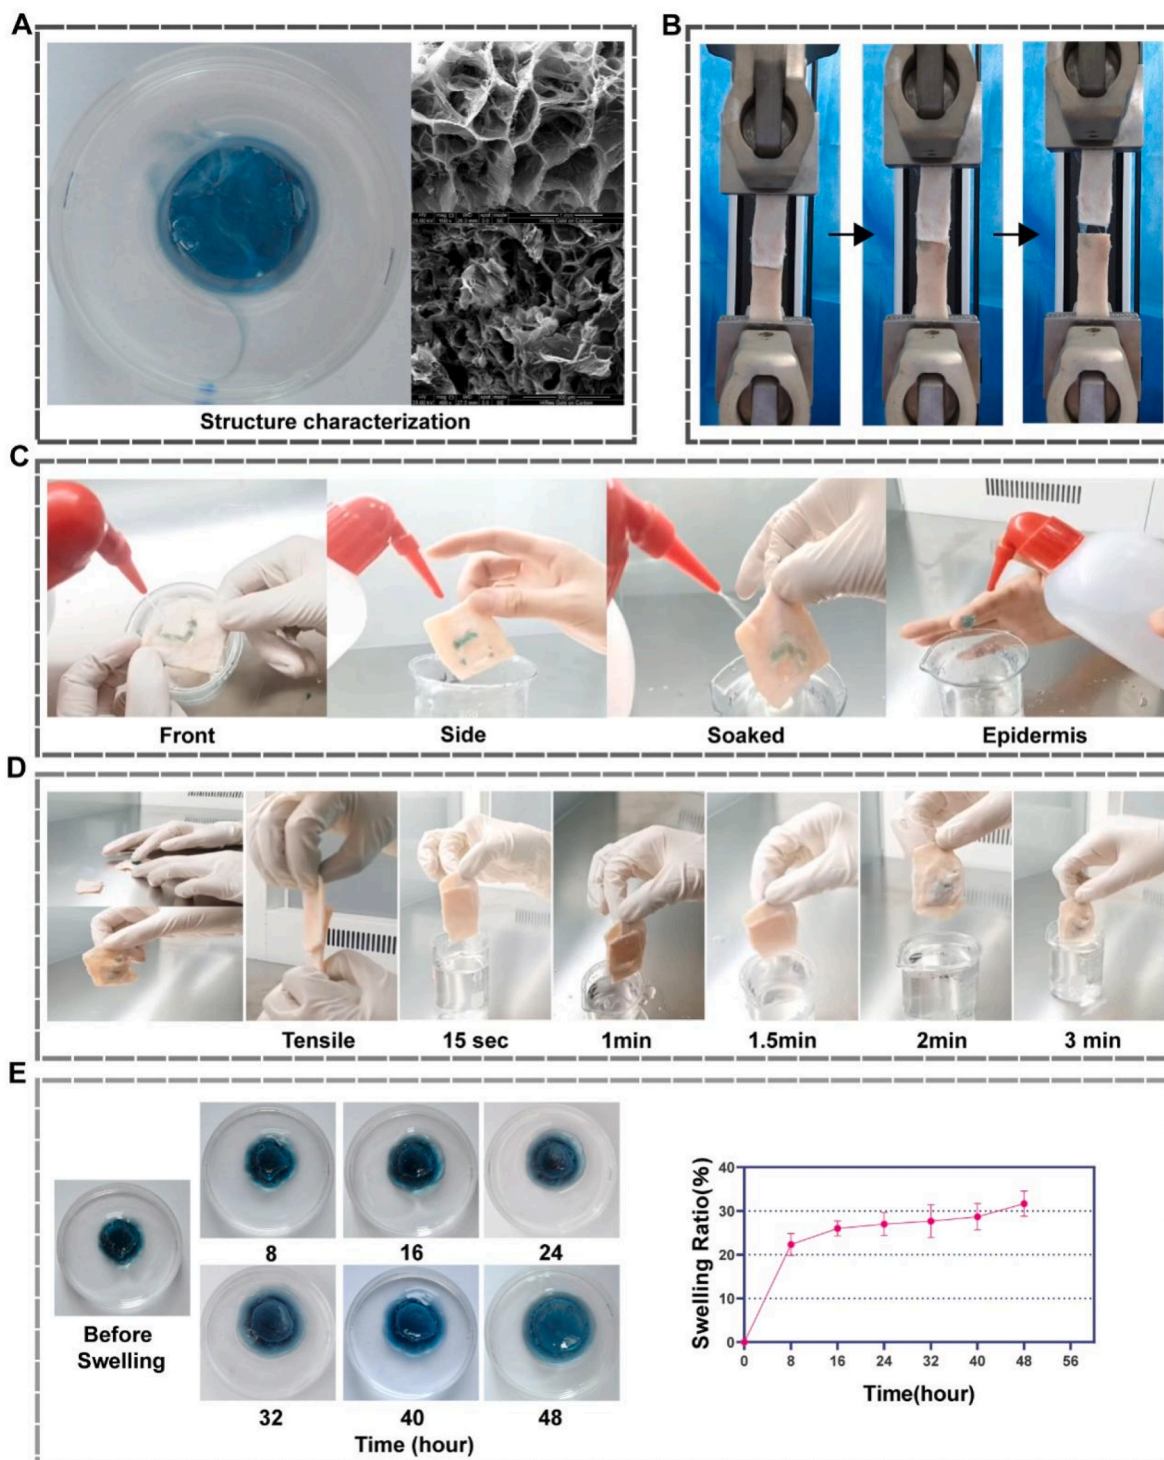 A
B
Structure characterization
C
Front
Side
Soaked
Epidermis
D
Tensile
15 sec
1min
1.5min
2min
3 min
E
Before
Swelling
8
16
24
32
40
48
Time (hour)
Swelling Ratio(%)
40
30
20
10
0
0
8
16
24
32
40
48
56
Time(hour)